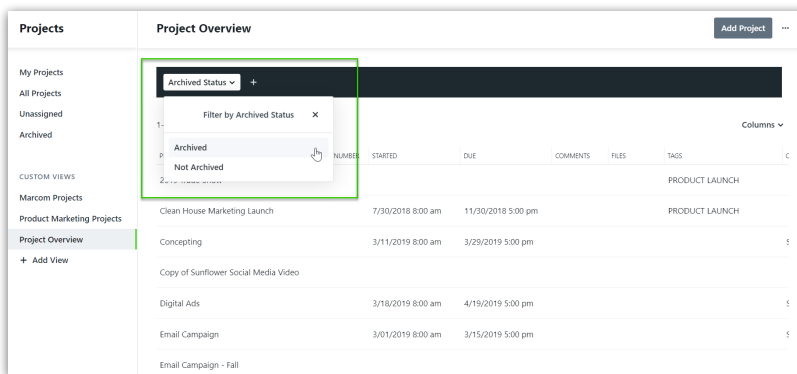 Projects
Project Overview
Add Project
My Projects
All Projects
Unassigned
Archived
CUSTOM VIEWS
Marcom Projects
Product Marketing Projects
Project Overview
+ Add View
Archived Status +
Filter by Archived Status ×
Archived
Not Archived
1-
Columns
NUMBER STARTED DUE COMMENTS FILES TAGS
PRODUCT LAUNCH
Clean House Marketing Launch 7/30/2018 8:00 am 11/30/2018 5:00 pm PRODUCT LAUNCH
Concepting 3/11/2019 8:00 am 3/29/2019 5:00 pm
Copy of Sunflower Social Media Video
Digital Ads 3/18/2019 8:00 am 4/19/2019 5:00 pm
Email Campaign 3/01/2019 8:00 am 3/15/2019 5:00 pm
Email Campaign - Fall